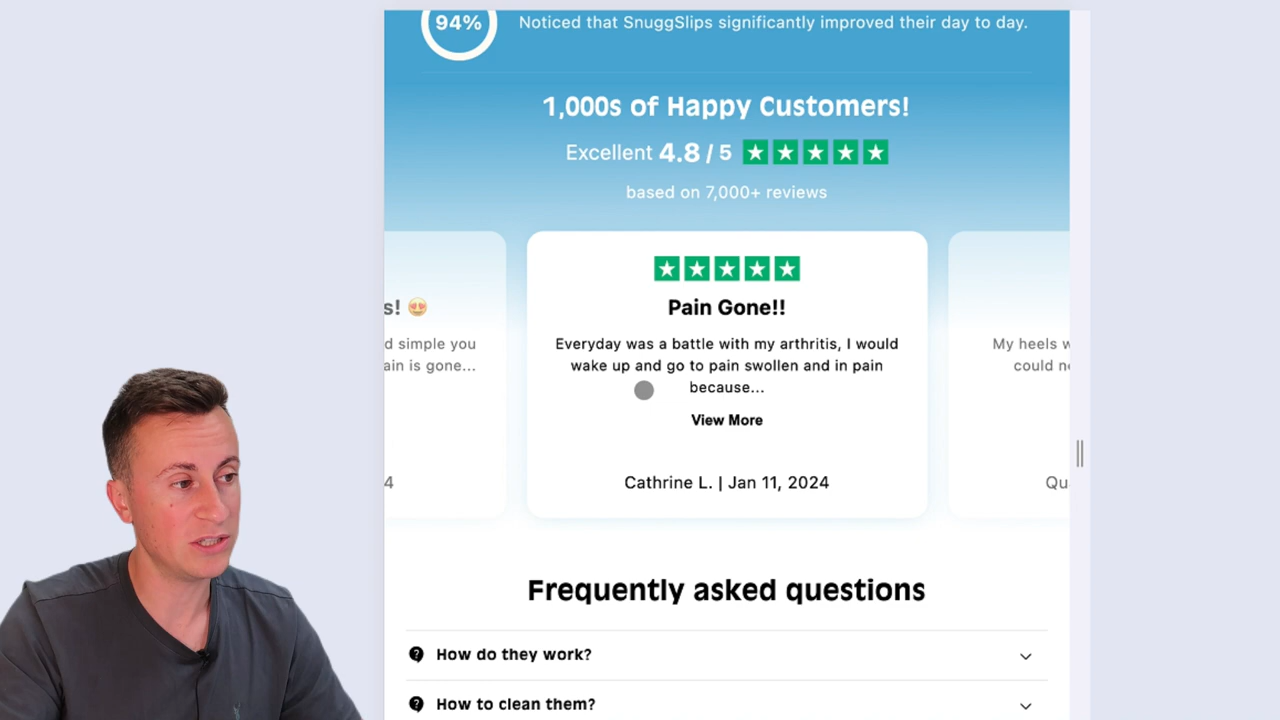 94%
Noticed that SnuggSlips significantly improved their day to day.
1,000s of Happy Customers!
Excellent 4.8 / 5
based on 7,000+ reviews
s! 😍
d simple you
ain is gone...
4
Pain Gone!!
Everyday was a battle with my arthritis, I would
wake up and go to pain swollen and in pain
because...
View More
Cathrine L. | Jan 11, 2024
My heels w
could no
Qu
Frequently asked questions
How do they work?
How to clean them?